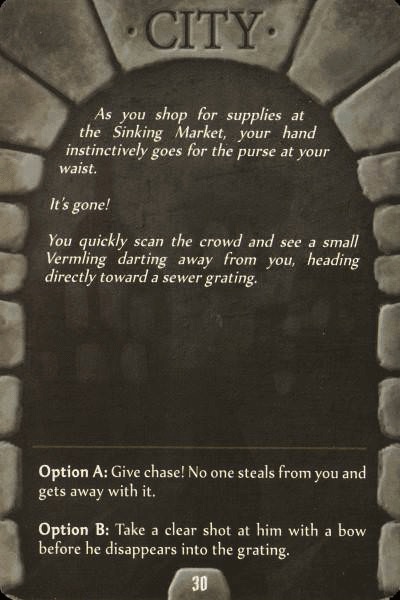 · CITY ·
As you shop for supplies at
the Sinking Market, your hand
instinctively goes for the purse at your
waist.
It's gone!
You quickly scan the crowd and see a small
Vermling darting away from you, heading
directly toward a sewer grating.
Option A: Give chase! No one steals from you and
gets away with it.
Option B: Take a clear shot at him with a bow
before he disappears into the grating.
30